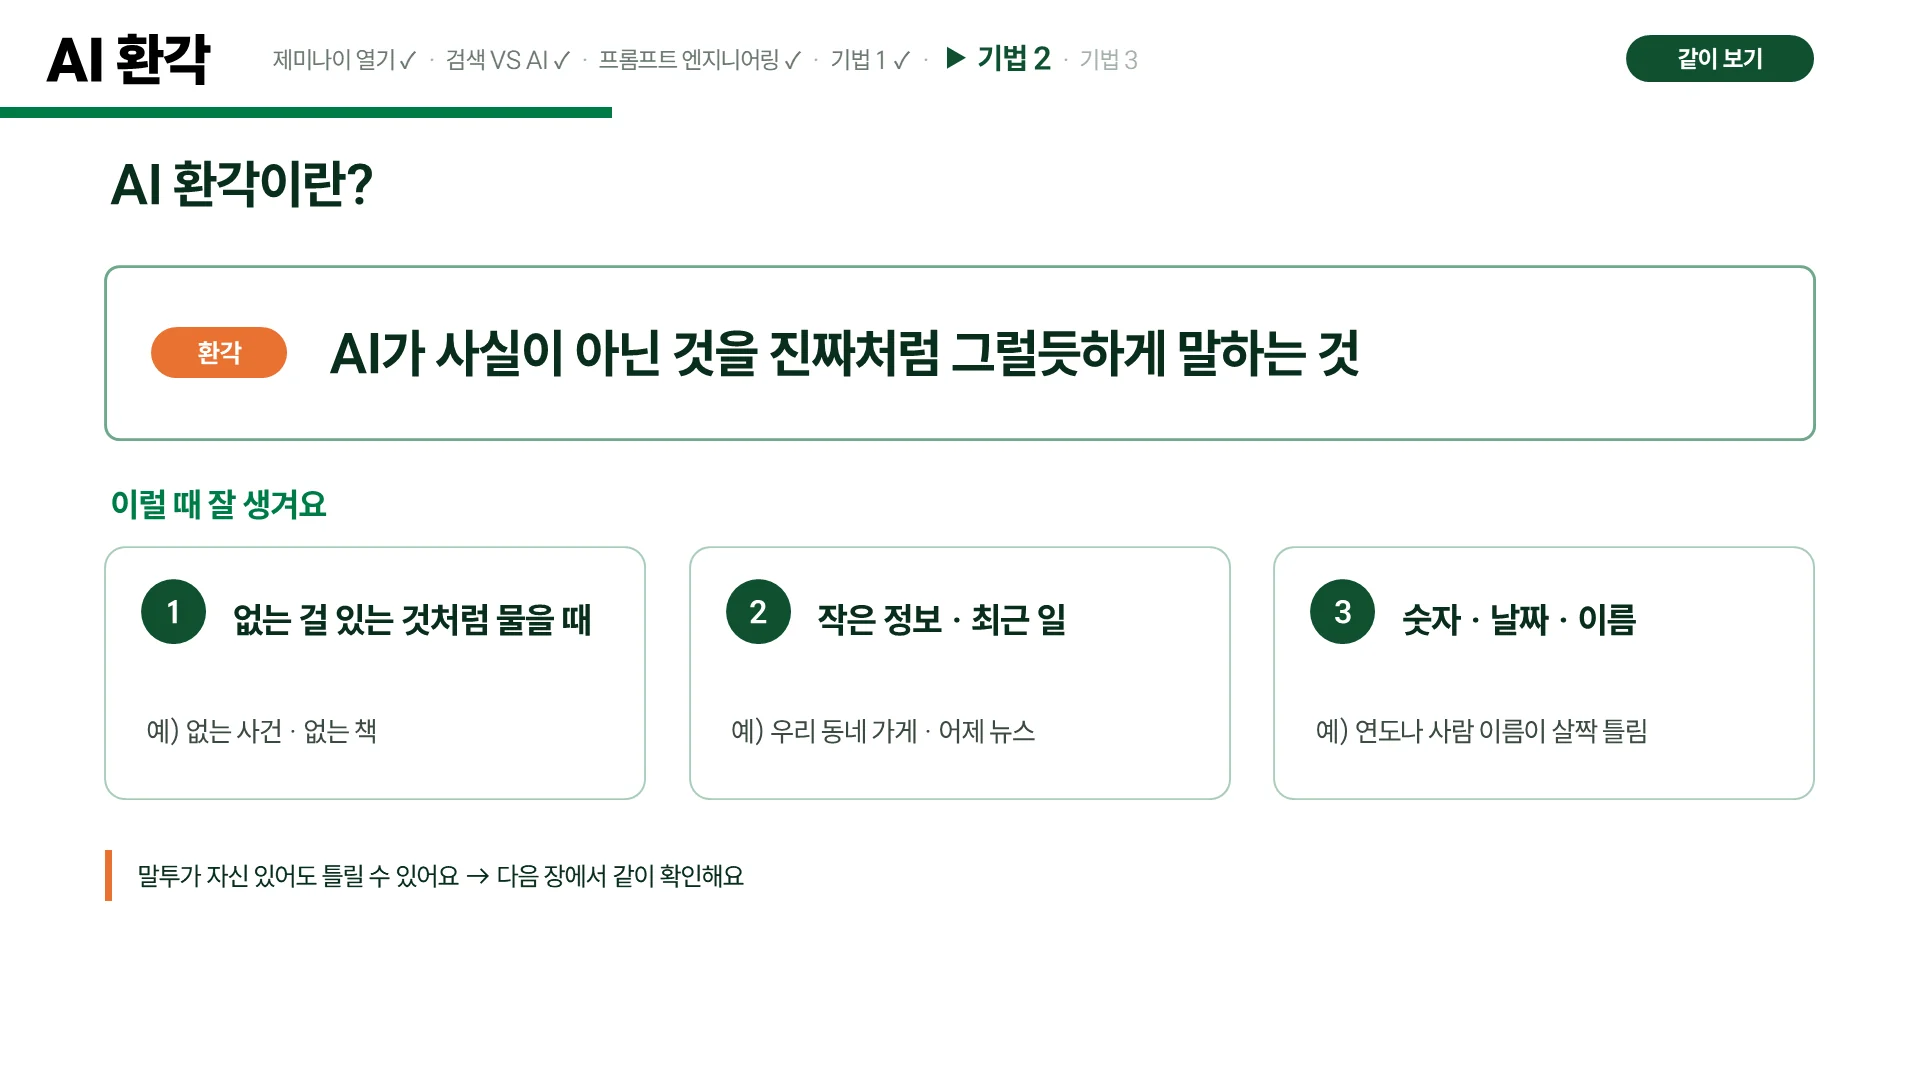 AI 환각
제미나이 열기 ✓ · 검색 VS AI ✓ · 프롬프트 엔지니어링 ✓ · 기법 1 ✓ · ▶ 기법 2 · 기법 3
같이 보기
AI 환각이란?
환각
AI가 사실이 아닌 것을 진짜처럼 그럴듯하게 말하는 것
이럴 때 잘 생겨요
1 없는 걸 있는 것처럼 물을 때
예) 없는 사건 · 없는 책
2 작은 정보 · 최근 일
예) 우리 동네 가게 · 어제 뉴스
3 숫자 · 날짜 · 이름
예) 연도나 사람 이름이 살짝 틀림
말투가 자신 있어도 틀릴 수 있어요 → 다음 장에서 같이 확인해요